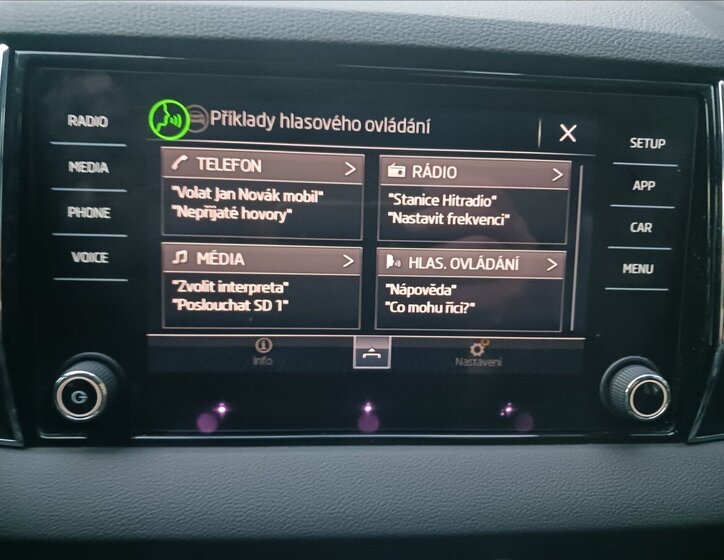 RADIO
MEDIA
PHONE
VOICE
Příklady hlasového ovládání
TELEFON
"Volat Jan Novák mobil"
"Nepřijaté hovory"
RÁDIO
"Stanice Hitradio"
"Nastavit frekvenci"
MÉDIA
"Zvolit interpreta"
"Poslouchat SD 1"
HLAS. OVLÁDÁNÍ
"Nápověda"
"Co mohu říci?"
Info
Nastavení
SETUP
APP
CAR
MENU